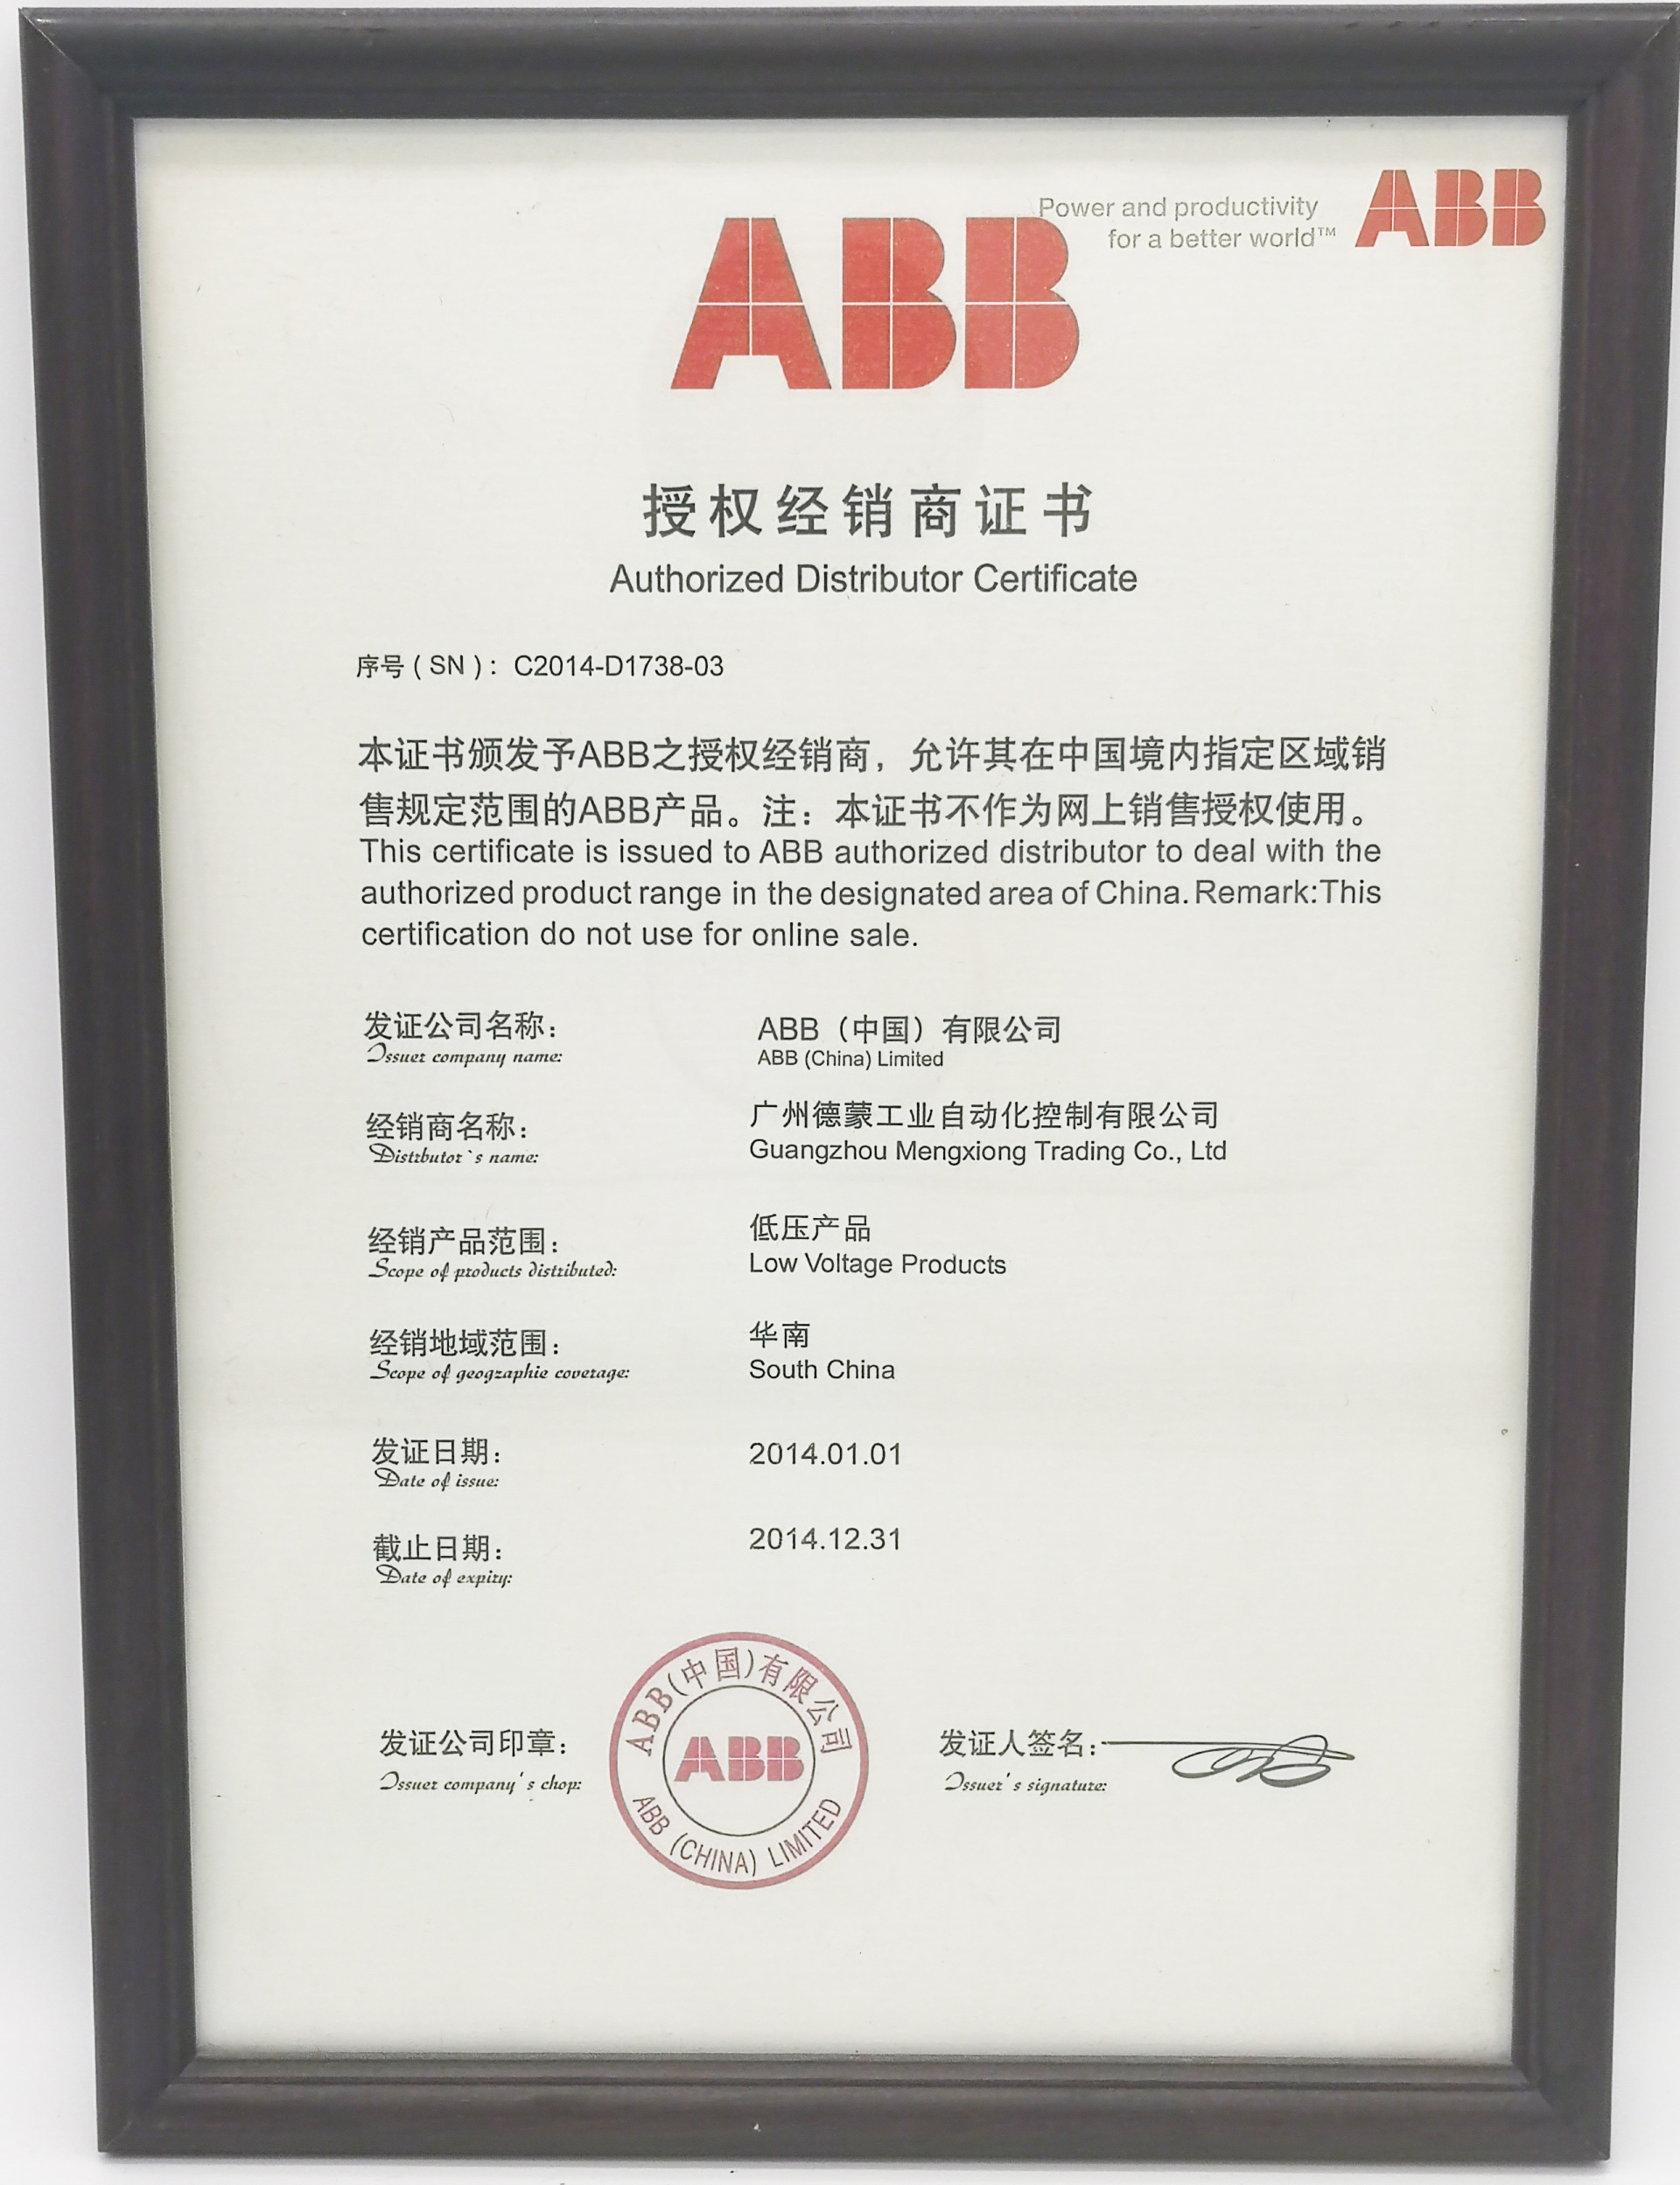 Power and productivity
for a better world™
ABB
ABB
授权经销商证书
Authorized Distributor Certificate
序号 ( SN ) : C2014-D1738-03
本证书颁发予ABB之授权经销商，允许其在中国境内指定区域销
售规定范围的ABB产品。注：本证书不作为网上销售授权使用。
This certificate is issued to ABB authorized distributor to deal with the
authorized product range in the designated area of China. Remark:This
certification do not use for online sale.
发证公司名称：
Issuer company name:
ABB（中国）有限公司
ABB (China) Limited
经销商名称：
Distrbutor`s name:
广州德蒙工业自动化控制有限公司
Guangzhou Mengxiong Trading Co., Ltd
经销产品范围：
Scope of products distributed:
低压产品
Low Voltage Products
经销地域范围：
Scope of geographic coverage:
华南
South China
发证日期：
Date of issue:
2014.01.01
截止日期：
Date of expiry:
2014.12.31
发证公司印章：
Issuer company's chop:
ABB(中国)有限公司
ABB
ABB (CHINA) LIMITED
发证人签名：
Issuer's signature: